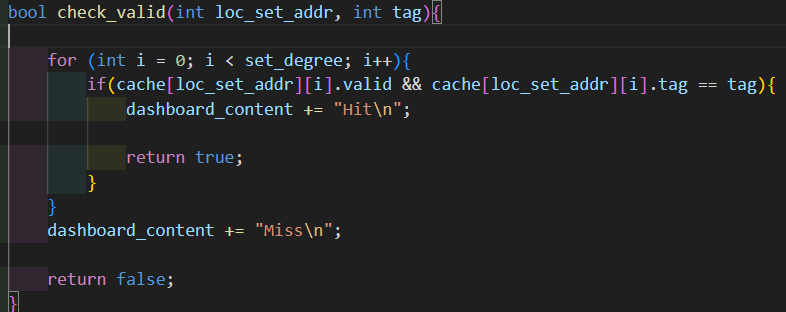 bool check_valid(int loc_set_addr, int tag){
for (int i = 0; i < set_degree; i++){
if(cache[loc_set_addr][i].valid && cache[loc_set_addr][i].tag == tag){
dashboard_content += "Hit\n";
return true;
}
}
dashboard_content += "Miss\n";
return false;
}